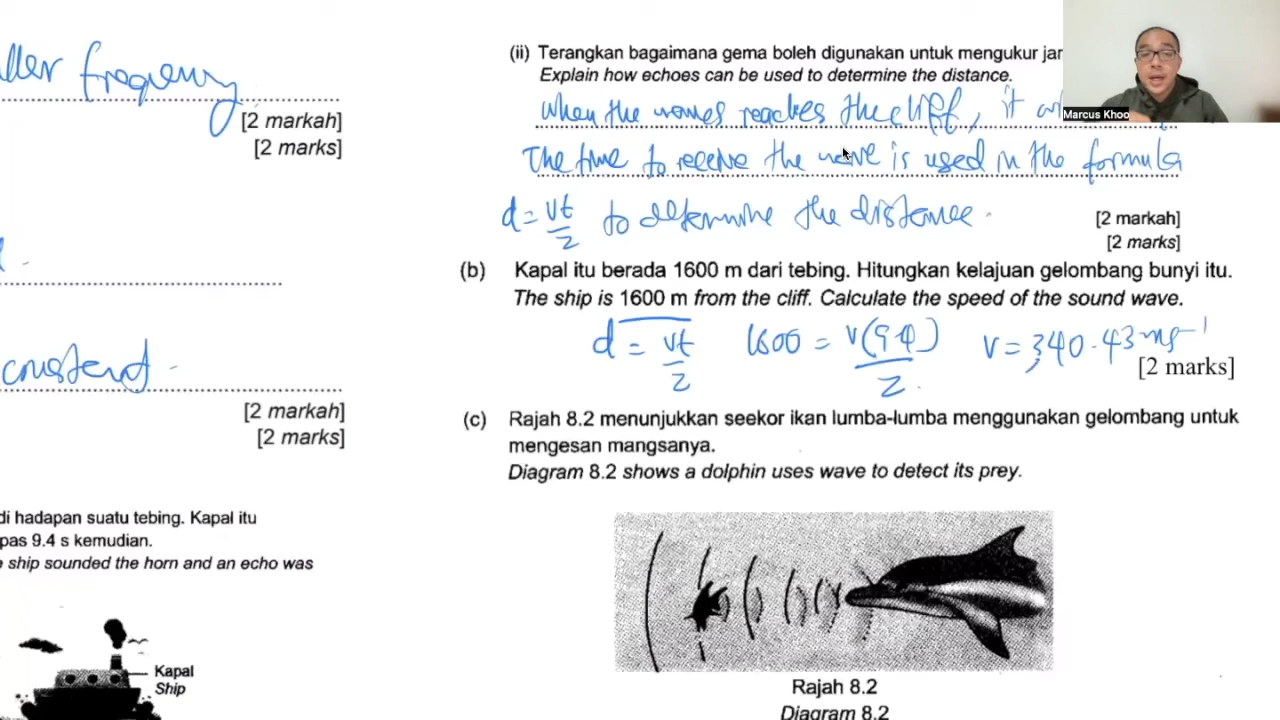 aller frequency
[2 markah]
[2 marks]
constant
[2 markah]
[2 marks]
di hadapan suatu tebing. Kapal itu
pas 9.4 s kemudian.
ship sounded the horn and an echo was
Kapal
Ship
(ii) Terangkan bagaimana gema boleh digunakan untuk mengukur jar
Explain how echoes can be used to determine the distance.
When the waves reaches the cliff, it
The time to receive the wave is used in the formula
d = vt/2 to determine the distance.
[2 markah]
[2 marks]
(b) Kapal itu berada 1600 m dari tebing. Hitungkan kelajuan gelombang bunyi itu.
The ship is 1600 m from the cliff. Calculate the speed of the sound wave.
d = vt/2 1600 = v(9.4)/2 v = 340.43 ms⁻¹
[2 marks]
(c) Rajah 8.2 menunjukkan seekor ikan lumba-lumba menggunakan gelombang untuk
mengesan mangsanya.
Diagram 8.2 shows a dolphin uses wave to detect its prey.
Rajah 8.2
Diagram 8.2
Marcus Khoo